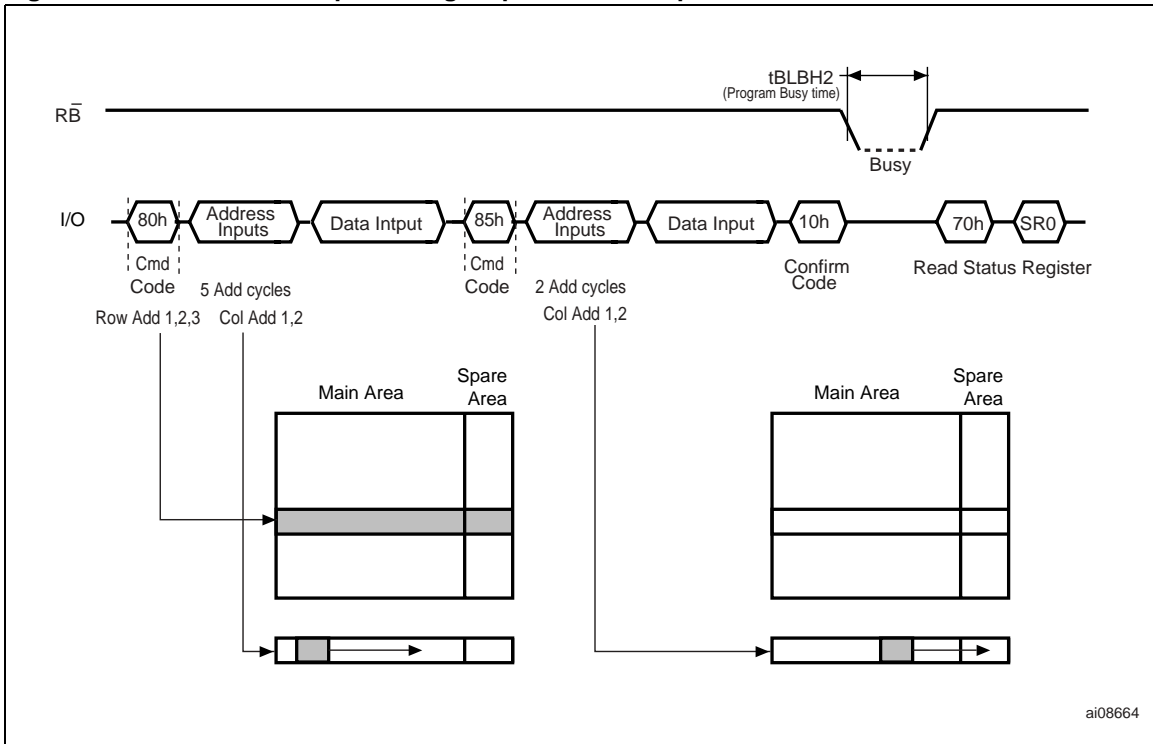 tBLBH2
(Program Busy time)
RB̅
Busy
I/O
80h
Address
Inputs
Data Intput
85h
Address
Inputs
Data Input
10h
70h
SR0
Cmd
Code
Cmd
Code
Confirm
Code
Read Status Register
5 Add cycles
2 Add cycles
Row Add 1,2,3
Col Add 1,2
Col Add 1,2
Main Area
Spare
Area
Main Area
Spare
Area
ai08664